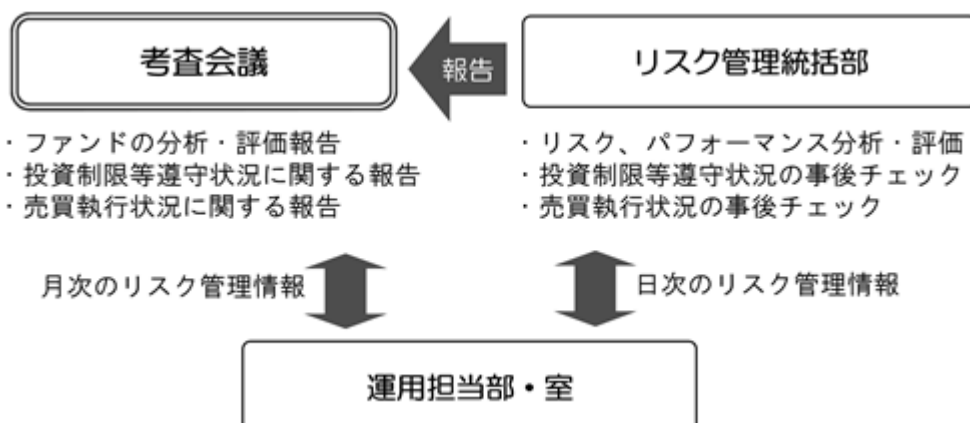 考査会議
報告
リスク管理統括部
・ファンドの分析・評価報告
・投資制限等遵守状況に関する報告
・売買執行状況に関する報告
・リスク、パフォーマンス分析・評価
・投資制限等遵守状況の事後チェック
・売買執行状況の事後チェック
月次のリスク管理情報
日次のリスク管理情報
運用担当部・室